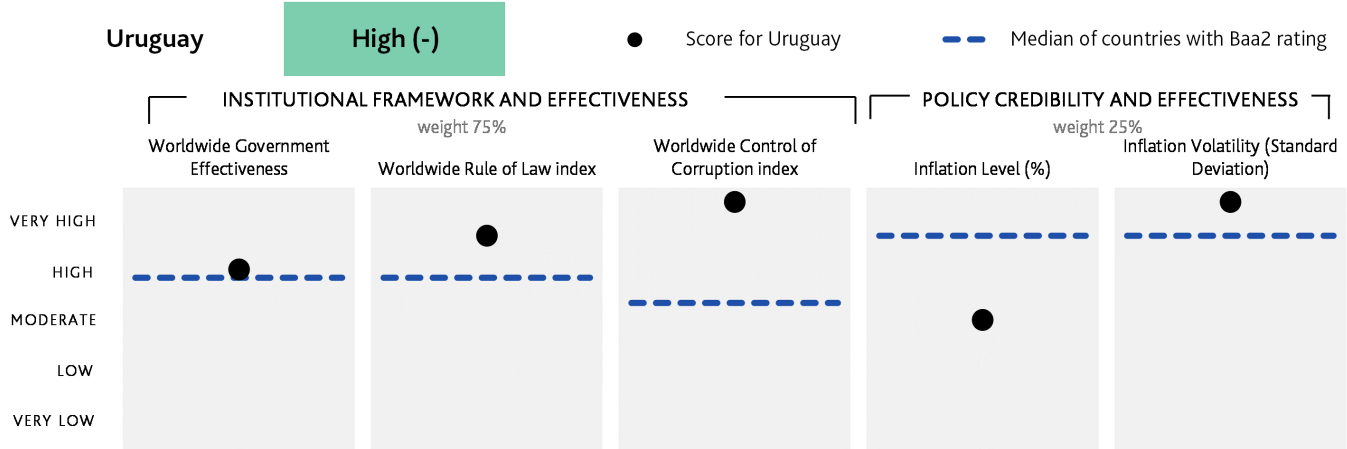 Uruguay
High (-)
Score for Uruguay
Median of countries with Baa2 rating
INSTITUTIONAL FRAMEWORK AND EFFECTIVENESS
weight 75%
POLICY CREDIBILITY AND EFFECTIVENESS
weight 25%
Worldwide Government
Effectiveness
Worldwide Rule of Law index
Worldwide Control of
Corruption index
Inflation Level (%)
Inflation Volatility (Standard
Deviation)
VERY HIGH
HIGH
MODERATE
LOW
VERY LOW